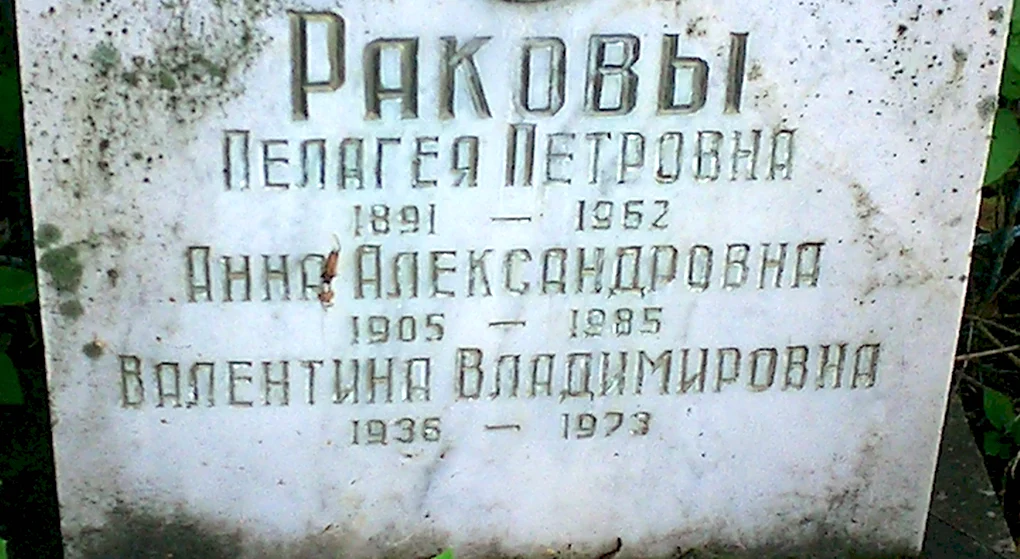 Раковы
Пелагея Петровна
1891 — 1962
Анна Александровна
1905 — 1985
Валентина Владимировна
1936 — 1973